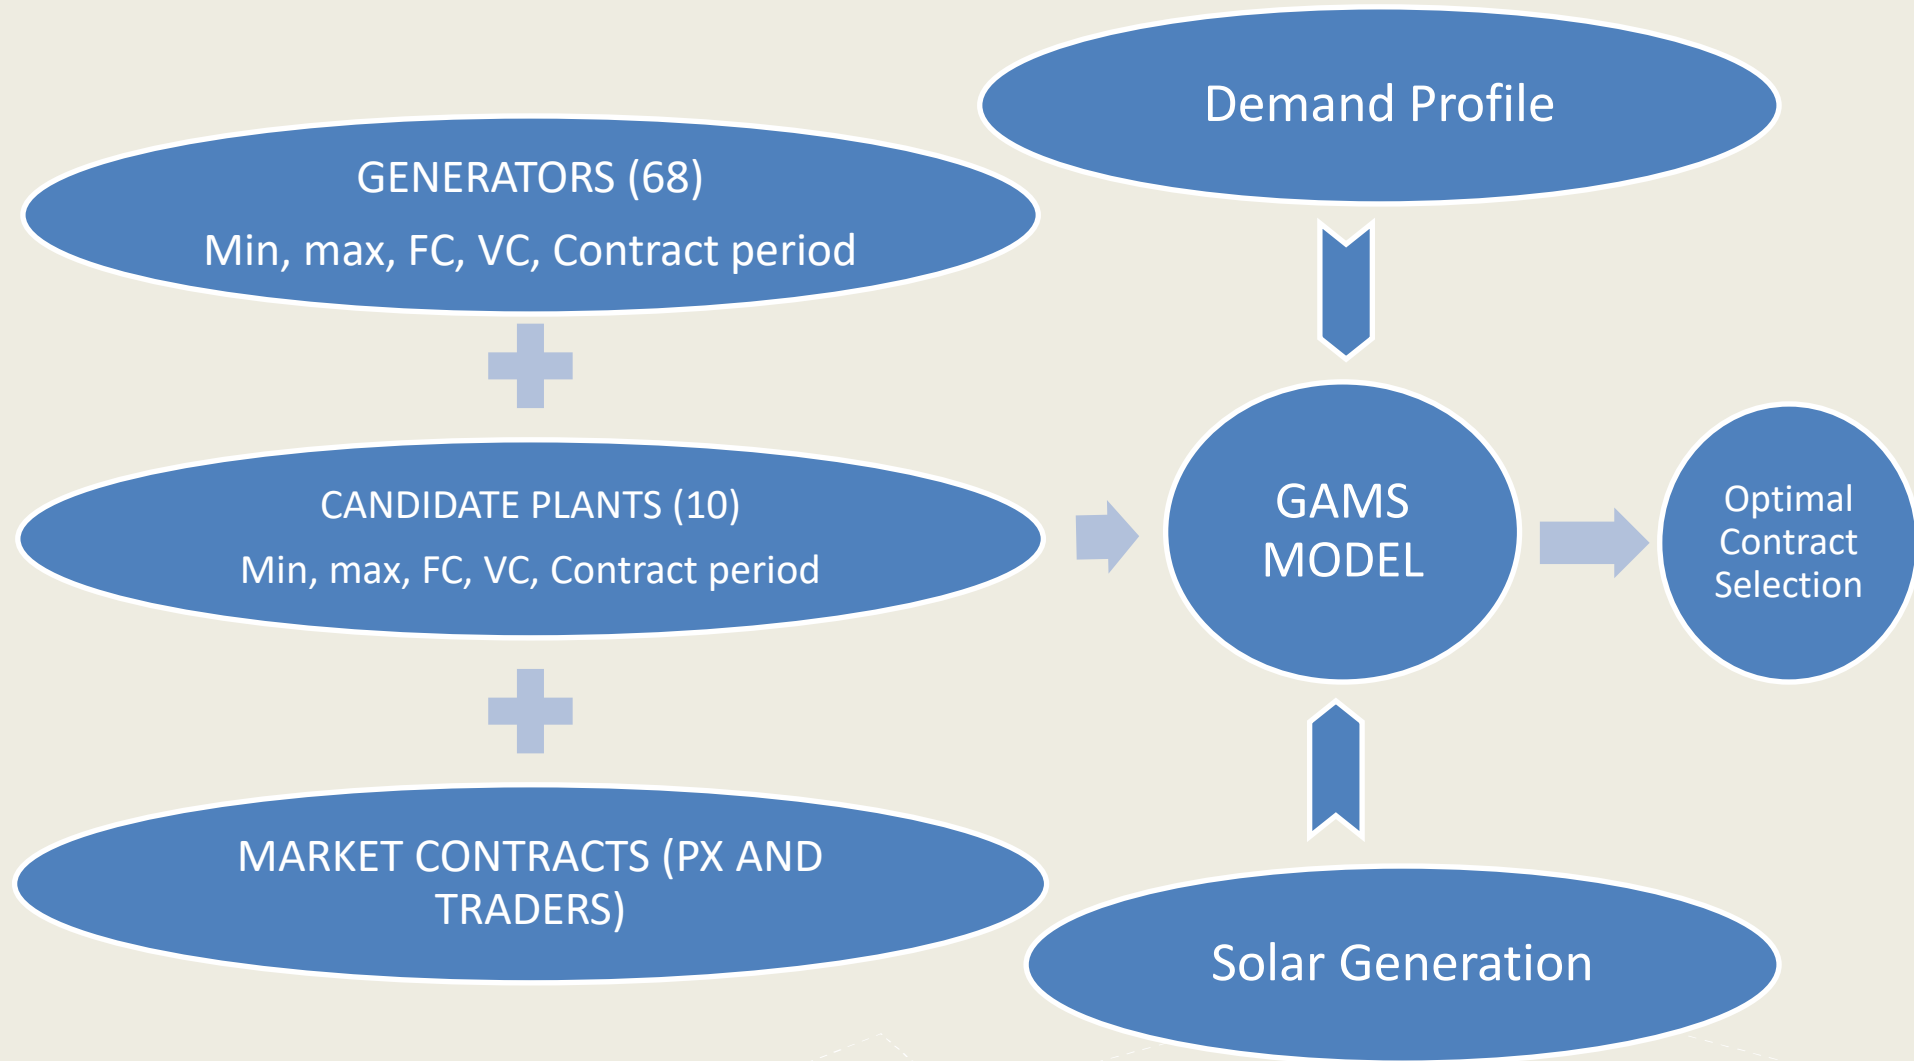 Demand Profile
GENERATORS (68)
Min, max, FC, VC, Contract period
CANDIDATE PLANTS (10)
Min, max, FC, VC, Contract period
GAMS
MODEL
Optimal
Contract
Selection
MARKET CONTRACTS (PX AND
TRADERS)
Solar Generation